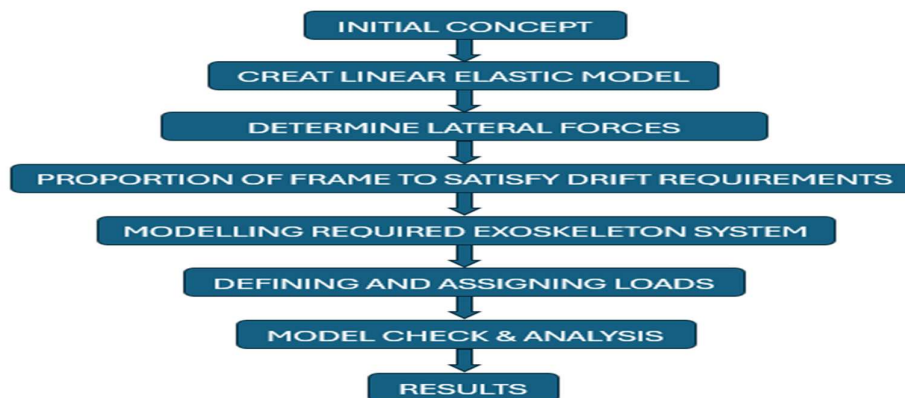 INITIAL CONCEPT
CREAT LINEAR ELASTIC MODEL
DETERMINE LATERAL FORCES
PROPORTION OF FRAME TO SATISFY DRIFT REQUIREMENTS
MODELLING REQUIRED EXOSKELETON SYSTEM
DEFINING AND ASSIGNING LOADS
MODEL CHECK & ANALYSIS
RESULTS